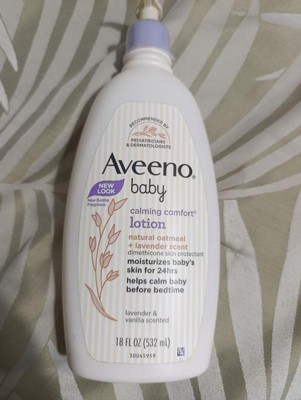 RECOMMENDED BY
PEDIATRICIANS
& DERMATOLOGISTS
Aveeno®
baby
NEW
LOOK
calming comfort®
lotion
natural oatmeal
+ lavender scent
dimethicone skin protectant
moisturizes baby's
skin for 24hrs
helps calm baby
before bedtime
lavender &
vanilla scented
18 FL OZ (532 mL)
30045959